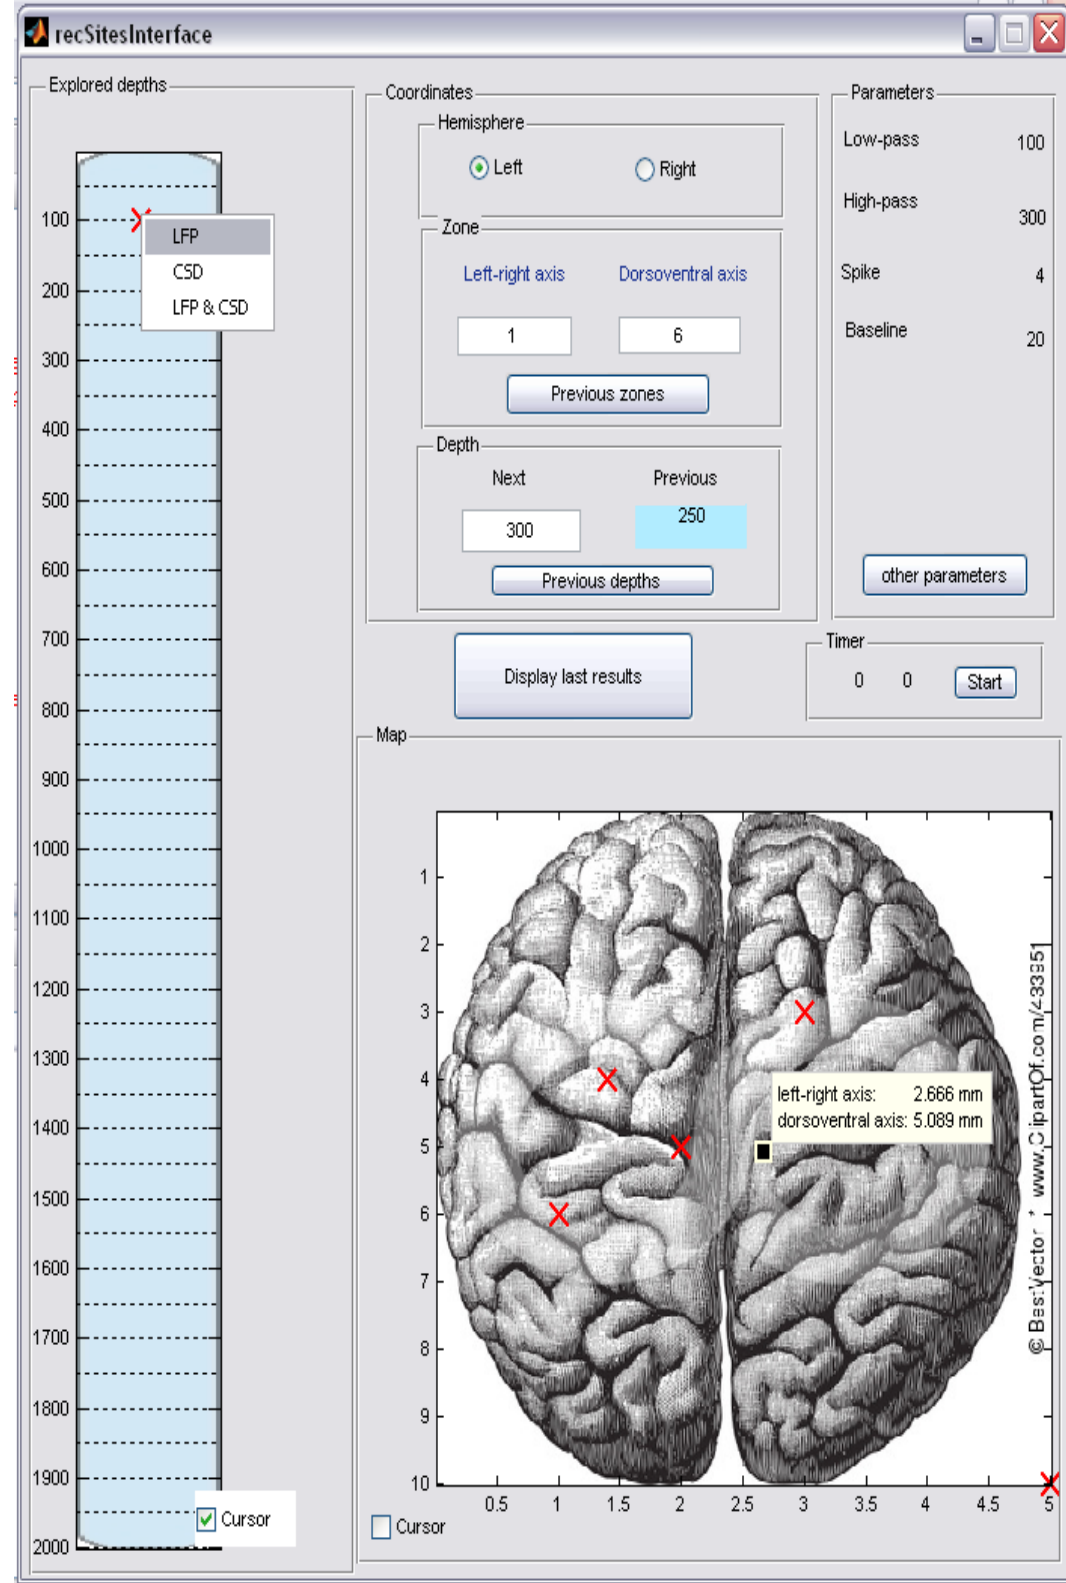 recSitesInterface
Explored depths
100
200
300
400
500
600
700
800
900
1000
1100
1200
1300
1400
1500
1600
1700
1800
1900
2000
LFP
CSD
LFP & CSD
Cursor
Coordinates
Hemisphere
Left
Right
Zone
Left-right axis
Dorsoventral axis
1
6
Previous zones
Depth
Next
Previous
300
250
Previous depths
Parameters
Low-pass 100
High-pass 300
Spike 4
Baseline 20
other parameters
Display last results
Timer
0 0 Start
Map
1
2
3
4
5
6
7
8
9
10
0.5 1 1.5 2 2.5 3 3.5 4 4.5 5
left-right axis: 2.666 mm
dorsoventral axis: 5.089 mm
© BestVector * www.ClipartOf.com/433951
Cursor